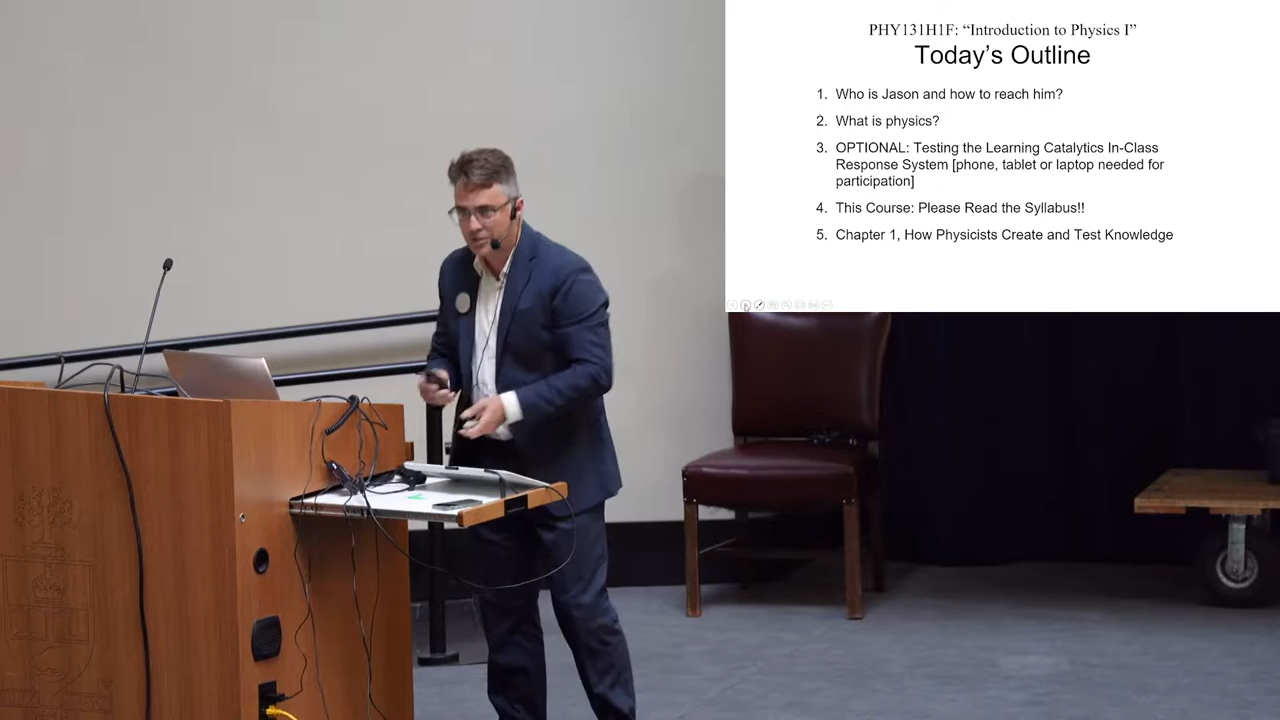 PHY131H1F: “Introduction to Physics I”
Today’s Outline
1. Who is Jason and how to reach him?
2. What is physics?
3. OPTIONAL: Testing the Learning Catalytics In-Class
Response System [phone, tablet or laptop needed for
participation]
4. This Course: Please Read the Syllabus!!
5. Chapter 1, How Physicists Create and Test Knowledge